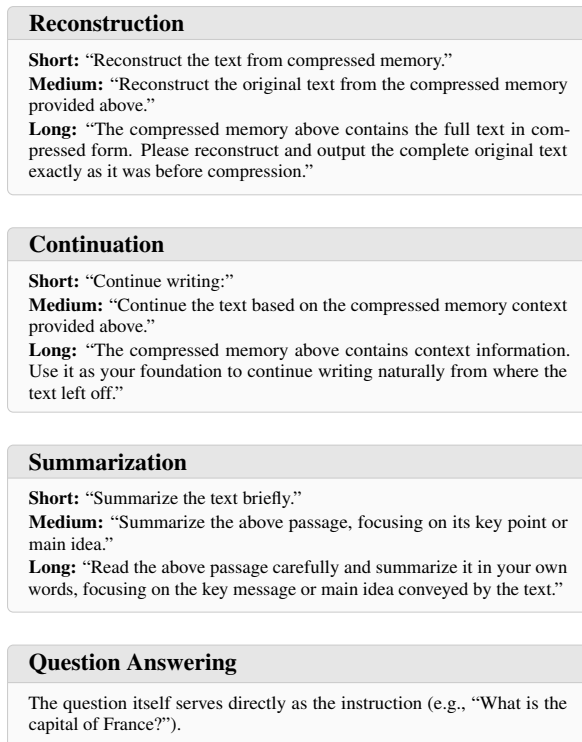 Reconstruction
Short: “Reconstruct the text from compressed memory.”
Medium: “Reconstruct the original text from the compressed memory
provided above.”
Long: “The compressed memory above contains the full text in com-
pressed form. Please reconstruct and output the complete original text
exactly as it was before compression.”
Continuation
Short: “Continue writing:”
Medium: “Continue the text based on the compressed memory context
provided above.”
Long: “The compressed memory above contains context information.
Use it as your foundation to continue writing naturally from where the
text left off.”
Summarization
Short: “Summarize the text briefly.”
Medium: “Summarize the above passage, focusing on its key point or
main idea.”
Long: “Read the above passage carefully and summarize it in your own
words, focusing on the key message or main idea conveyed by the text.”
Question Answering
The question itself serves directly as the instruction (e.g., “What is the
capital of France?”).